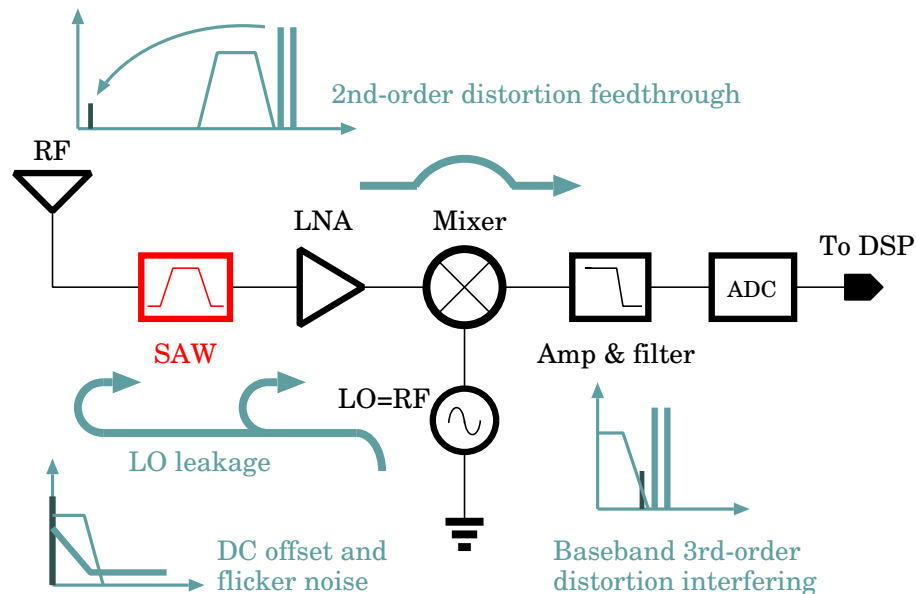 2nd-order distortion feedthrough
RF
LNA
Mixer
To DSP
ADC
SAW
Amp & filter
LO=RF
LO leakage
DC offset and
flicker noise
Baseband 3rd-order
distortion interfering